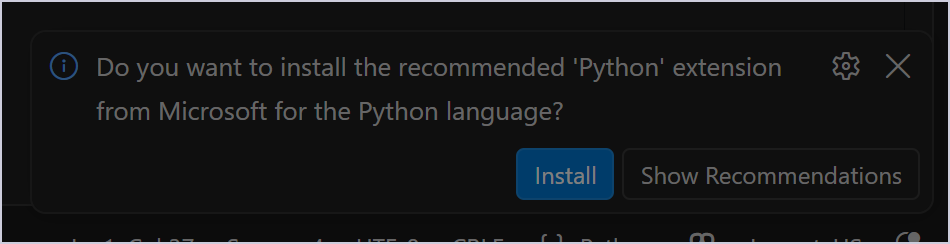 Do you want to install the recommended 'Python' extension
from Microsoft for the Python language?
Install Show Recommendations